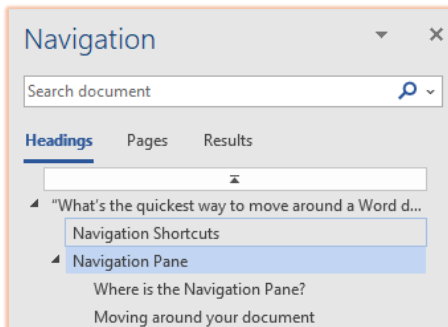 Navigation
Search document
Headings Pages Results
“What's the quickest way to move around a Word d...
Navigation Shortcuts
Navigation Pane
Where is the Navigation Pane?
Moving around your document